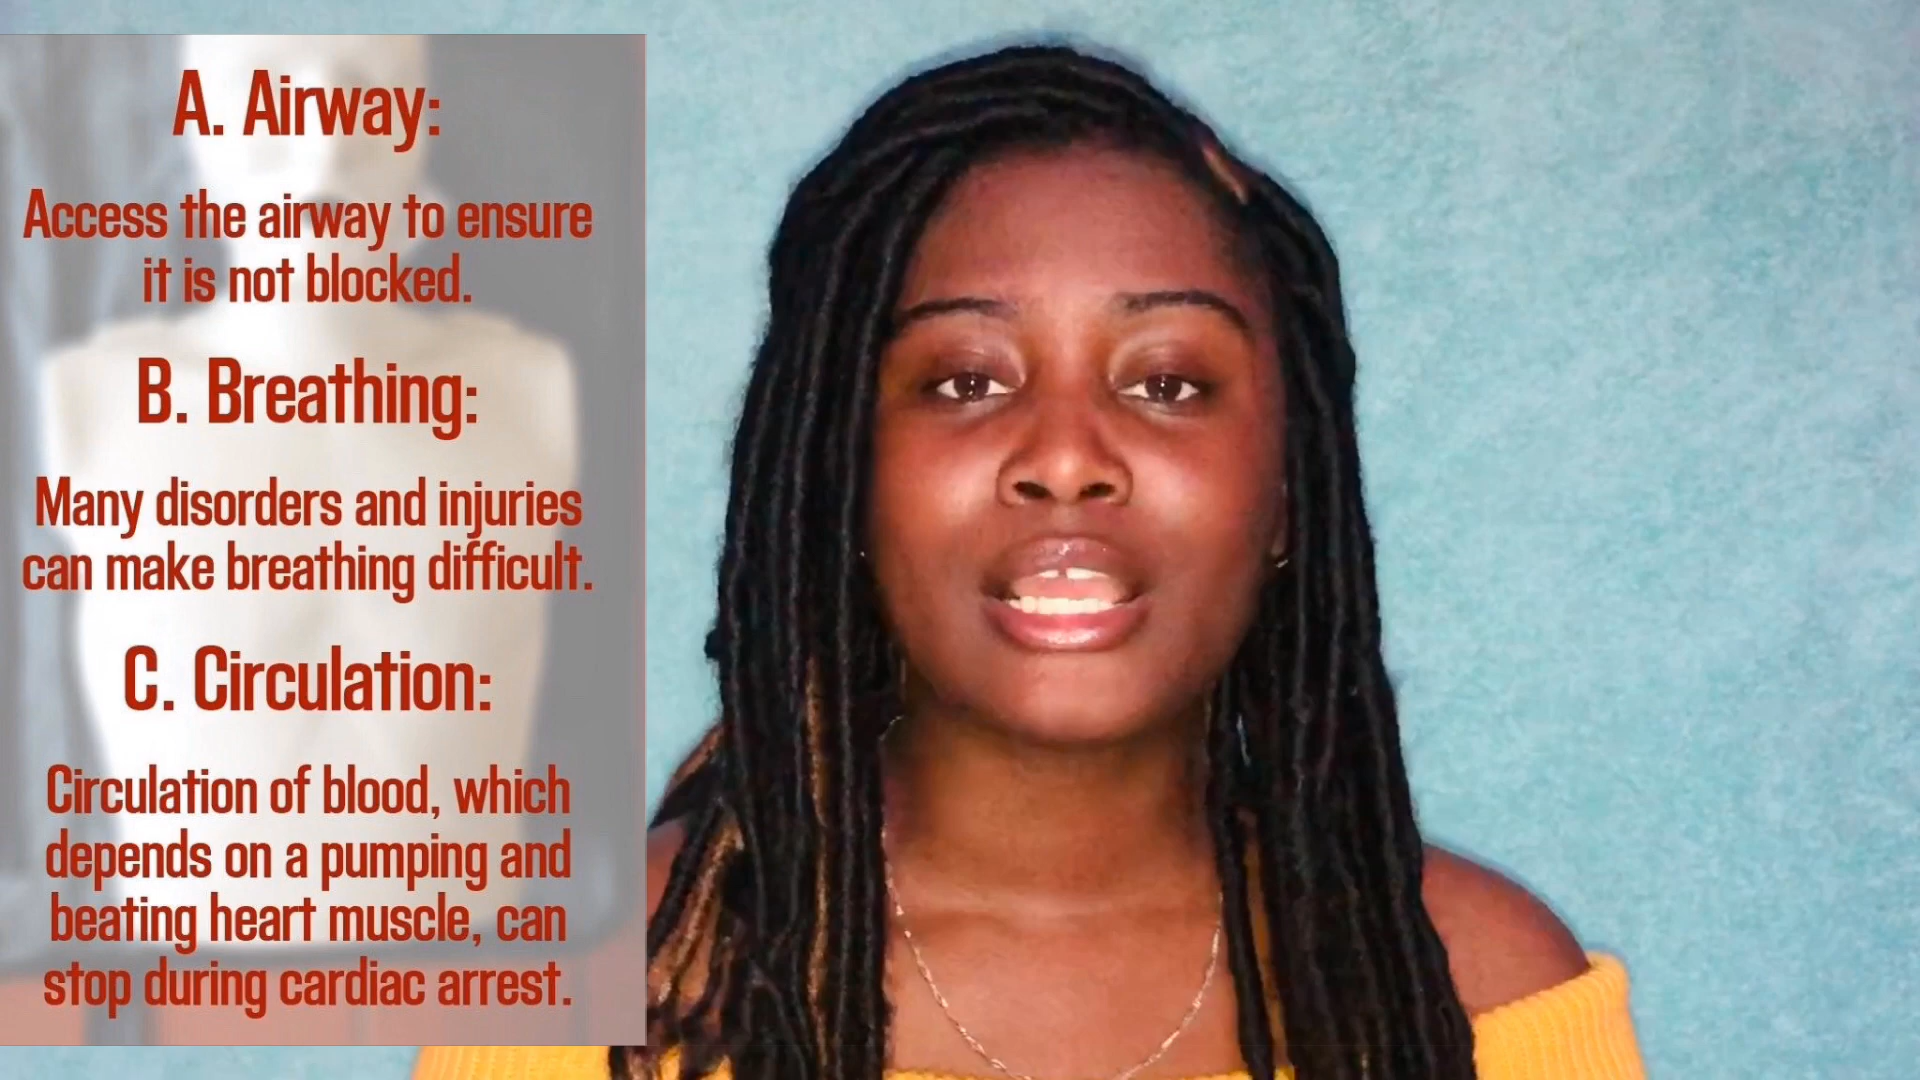 A. Airway:
Access the airway to ensure
it is not blocked.
B. Breathing:
Many disorders and injuries
can make breathing difficult.
C. Circulation:
Circulation of blood, which
depends on a pumping and
beating heart muscle, can
stop during cardiac arrest.